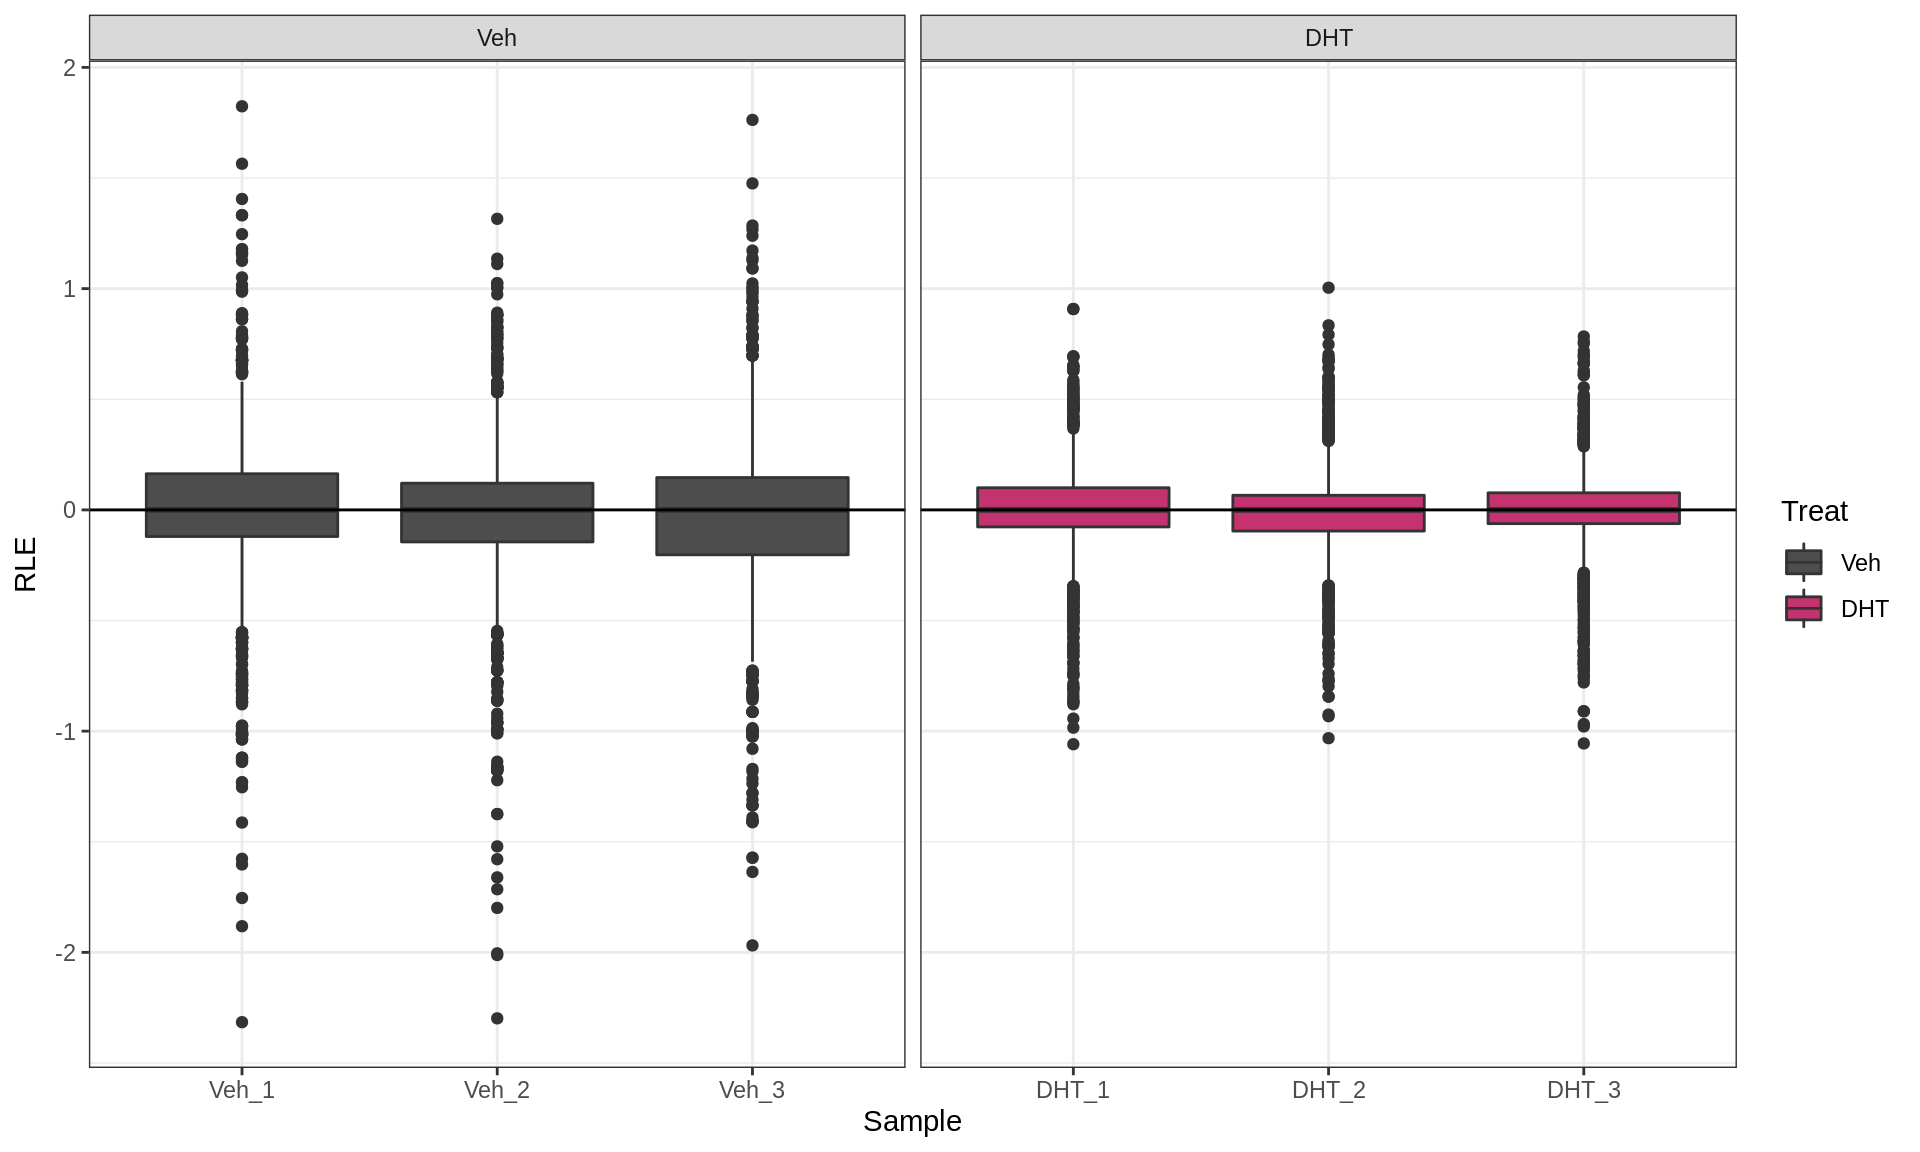 Veh
DHT
2
1
0
-1
-2
RLE
Veh_1
Veh_2
Veh_3
DHT_1
DHT_2
DHT_3
Sample
Treat
Veh
DHT